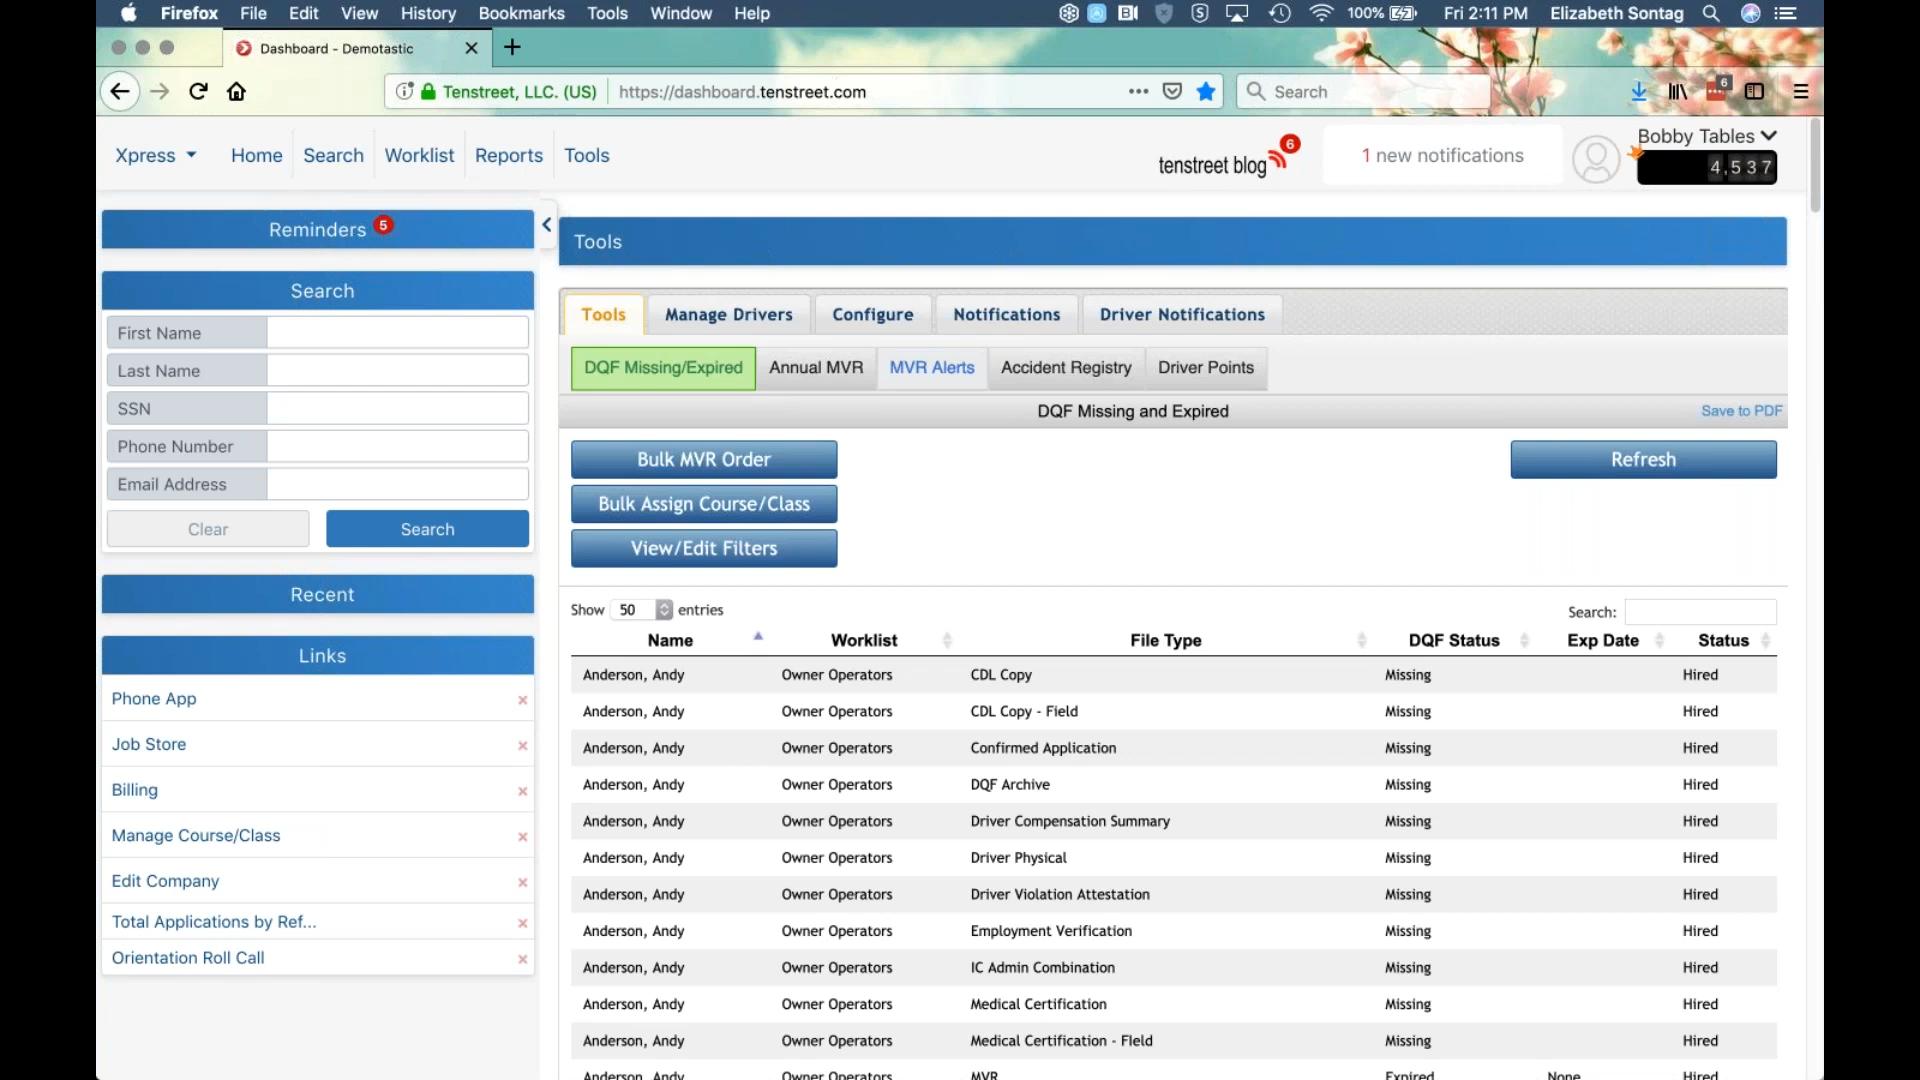 Firefox File Edit View History Bookmarks Tools Window Help 100% Fri 2:11 PM Elizabeth Sontag
Dashboard - Demotastic
Tenstreet, LLC. (US) https://dashboard.tenstreet.com Search 6
Xpress Home Search Worklist Reports Tools
tenstreet blog 6
1 new notifications
Bobby Tables
4,537
Reminders 5
Search
First Name
Last Name
SSN
Phone Number
Email Address
Clear Search
Recent
Links
Phone App ×
Job Store ×
Billing ×
Manage Course/Class ×
Edit Company ×
Total Applications by Ref... ×
Orientation Roll Call ×
Tools
Tools Manage Drivers Configure Notifications Driver Notifications
DQF Missing/Expired Annual MVR MVR Alerts Accident Registry Driver Points
DQF Missing and Expired Save to PDF
Bulk MVR Order Refresh
Bulk Assign Course/Class
View/Edit Filters
Show 50 entries Search:
Name Worklist File Type DQF Status Exp Date Status
Anderson, Andy Owner Operators CDL Copy Missing Hired
Anderson, Andy Owner Operators CDL Copy - Field Missing Hired
Anderson, Andy Owner Operators Confirmed Application Missing Hired
Anderson, Andy Owner Operators DQF Archive Missing Hired
Anderson, Andy Owner Operators Driver Compensation Summary Missing Hired
Anderson, Andy Owner Operators Driver Physical Missing Hired
Anderson, Andy Owner Operators Driver Violation Attestation Missing Hired
Anderson, Andy Owner Operators Employment Verification Missing Hired
Anderson, Andy Owner Operators IC Admin Combination Missing Hired
Anderson, Andy Owner Operators Medical Certification Missing Hired
Anderson, Andy Owner Operators Medical Certification - FIeld Missing Hired
Anderson, Andy Owner Operators MVR Expired None Hired